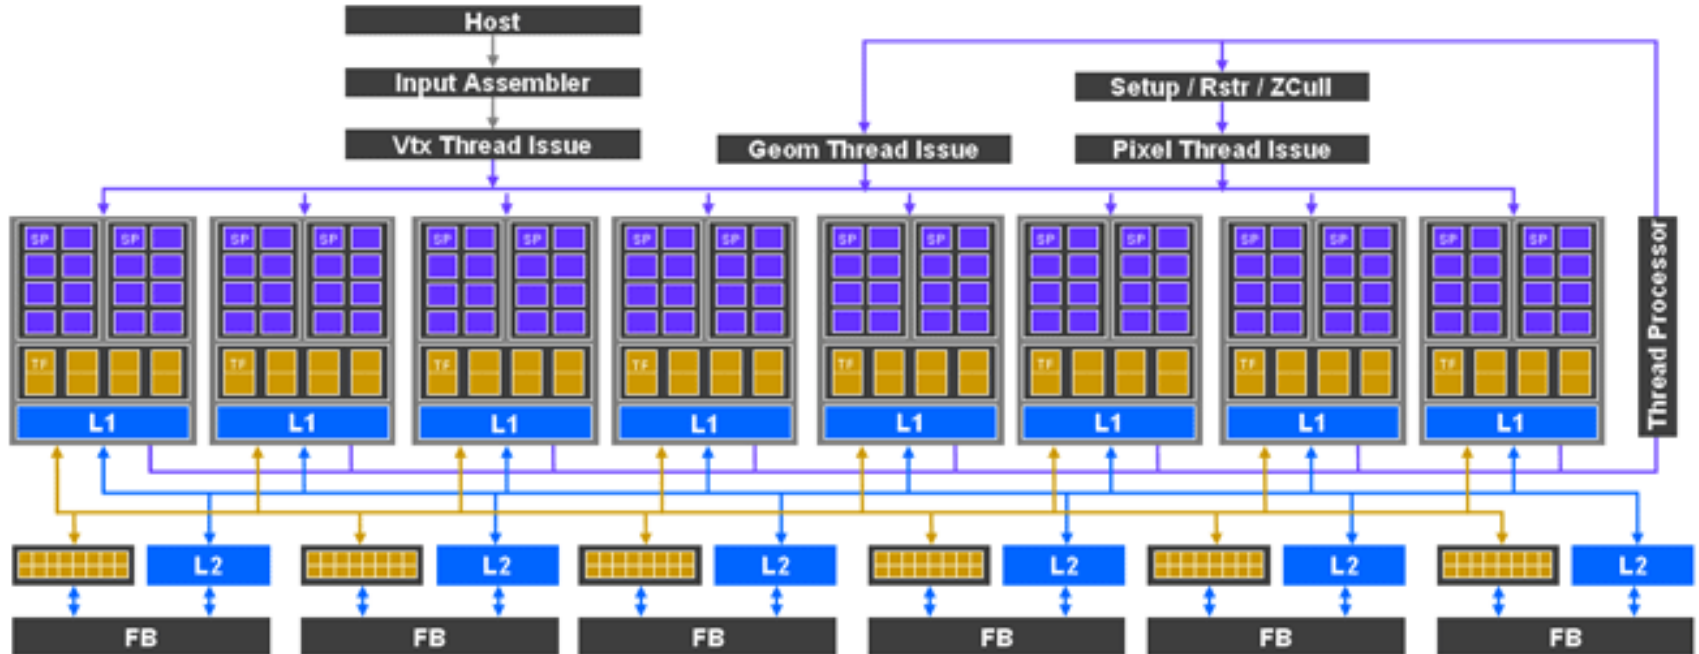 Host
Input Assembler
Setup / Rstr / ZCull
Vtx Thread Issue
Geom Thread Issue
Pixel Thread Issue
SP SP SP SP SP SP SP SP SP SP SP SP SP SP SP SP
Thread Processor
TF TF TF TF TF TF TF TF
L1 L1 L1 L1 L1 L1 L1 L1
L2 L2 L2 L2 L2 L2
FB FB FB FB FB FB